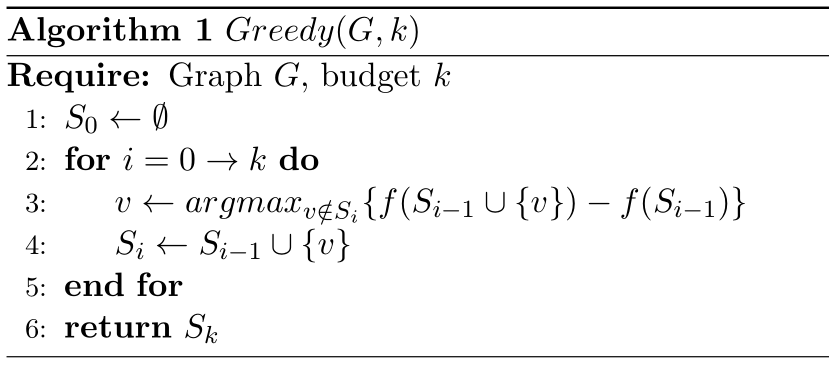 Algorithm 1 Greedy(G, k)
Require: Graph G, budget k
1: S₀ ← ∅
2: for i = 0 → k do
3: v ← argmax_{v∉S_i}{f(S_{i−1} ∪ {v}) − f(S_{i−1})}
4: S_i ← S_{i−1} ∪ {v}
5: end for
6: return S_k